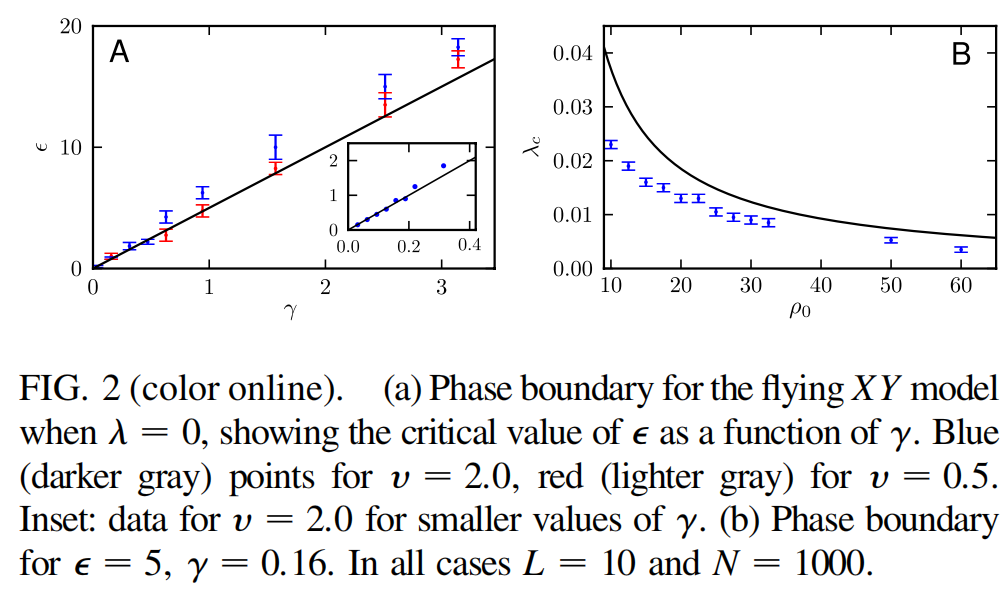 20
10
0
ϵ
A
2
1
0
0.0 0.2 0.4
0 1 2 3
γ
0.04
0.03
0.02
0.01
0.00
λc
B
10 20 30 40 50 60
ρ0
FIG. 2 (color online). (a) Phase boundary for the flying XY model
when λ = 0, showing the critical value of ϵ as a function of γ. Blue
(darker gray) points for υ = 2.0, red (lighter gray) for υ = 0.5.
Inset: data for υ = 2.0 for smaller values of γ. (b) Phase boundary
for ϵ = 5, γ = 0.16. In all cases L = 10 and N = 1000.